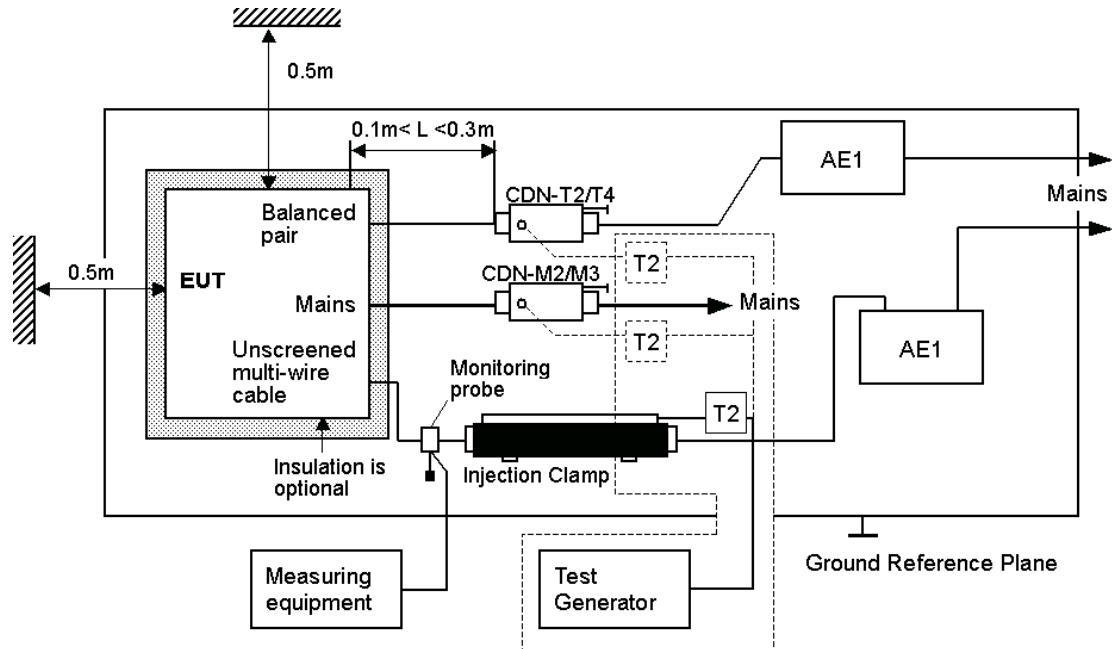 0.5m
0.1m< L <0.3m
AE1
Mains
CDN-T2/T4
Balanced
pair
T2
0.5m
EUT
CDN-M2/M3
Mains
Mains
T2
AE1
Unscreened
multi-wire
cable
Monitoring
probe
T2
Injection Clamp
Insulation is
optional
Ground Reference Plane
Measuring
equipment
Test
Generator